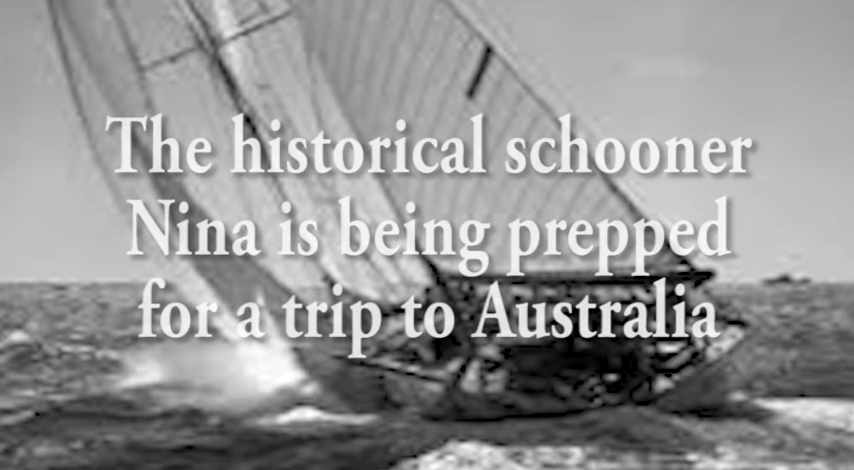 The historical schooner
Nina is being prepped
for a trip to Australia